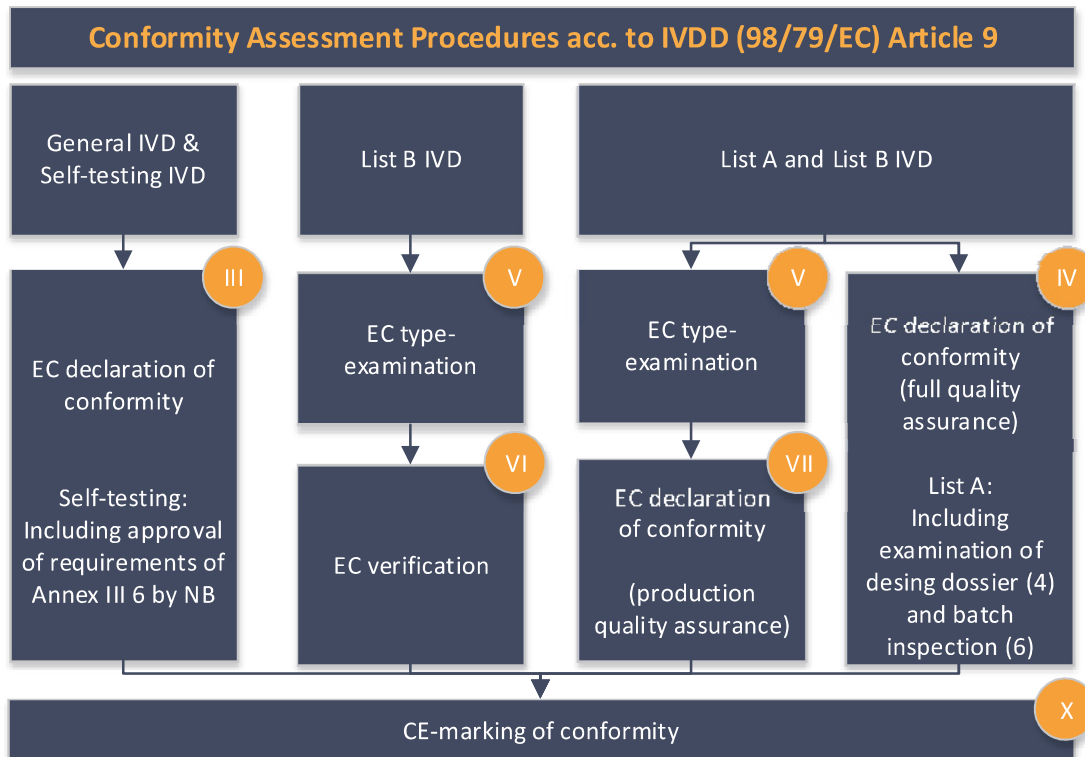 Conformity Assessment Procedures acc. to IVDD (98/79/EC) Article 9
General IVD &
Self-testing IVD
List B IVD
List A and List B IVD
III
EC declaration of
conformity
Self-testing:
Including approval
of requirements of
Annex III 6 by NB
V
EC type-
examination
VI
EC verification
V
EC type-
examination
VII
EC declaration
of conformity
(production
quality assurance)
IV
EC declaration of
conformity
(full quality
assurance)
List A:
Including
examination of
desing dossier (4)
and batch
inspection (6)
X
CE-marking of conformity